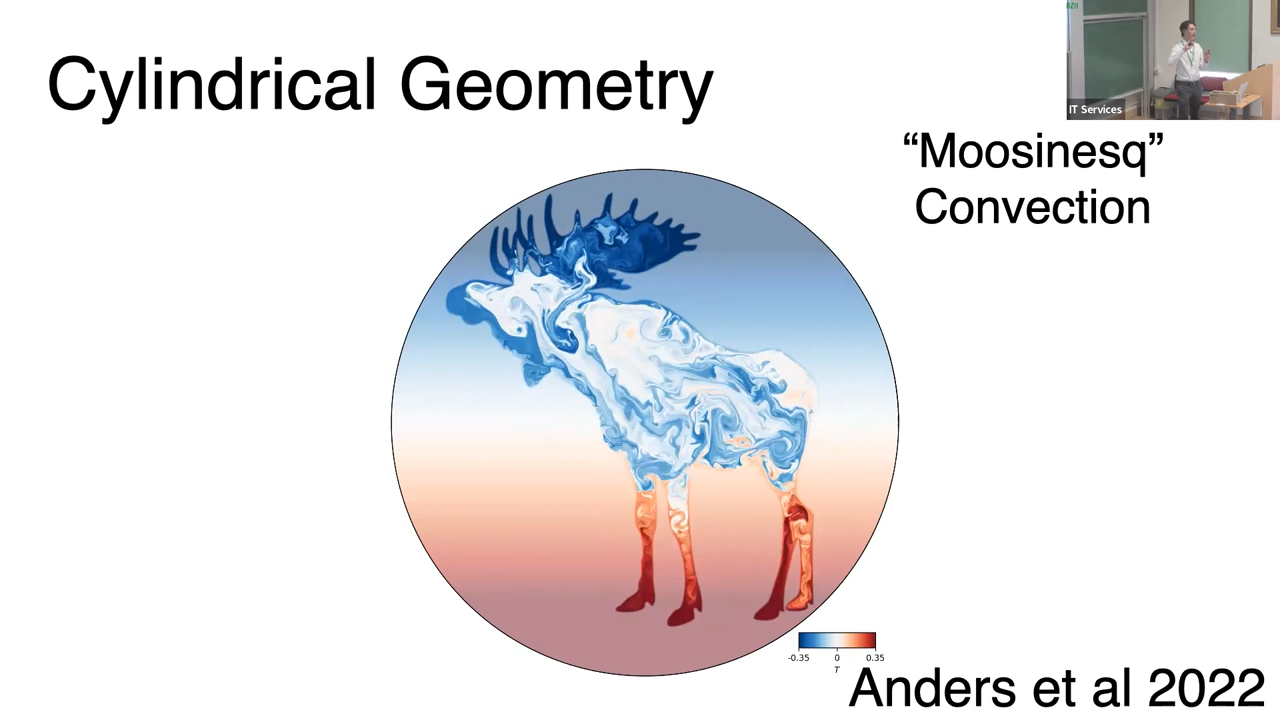 Cylindrical Geometry
IT Services
“Moosinesq”
Convection
-0.35 0 0.35
T
Anders et al 2022